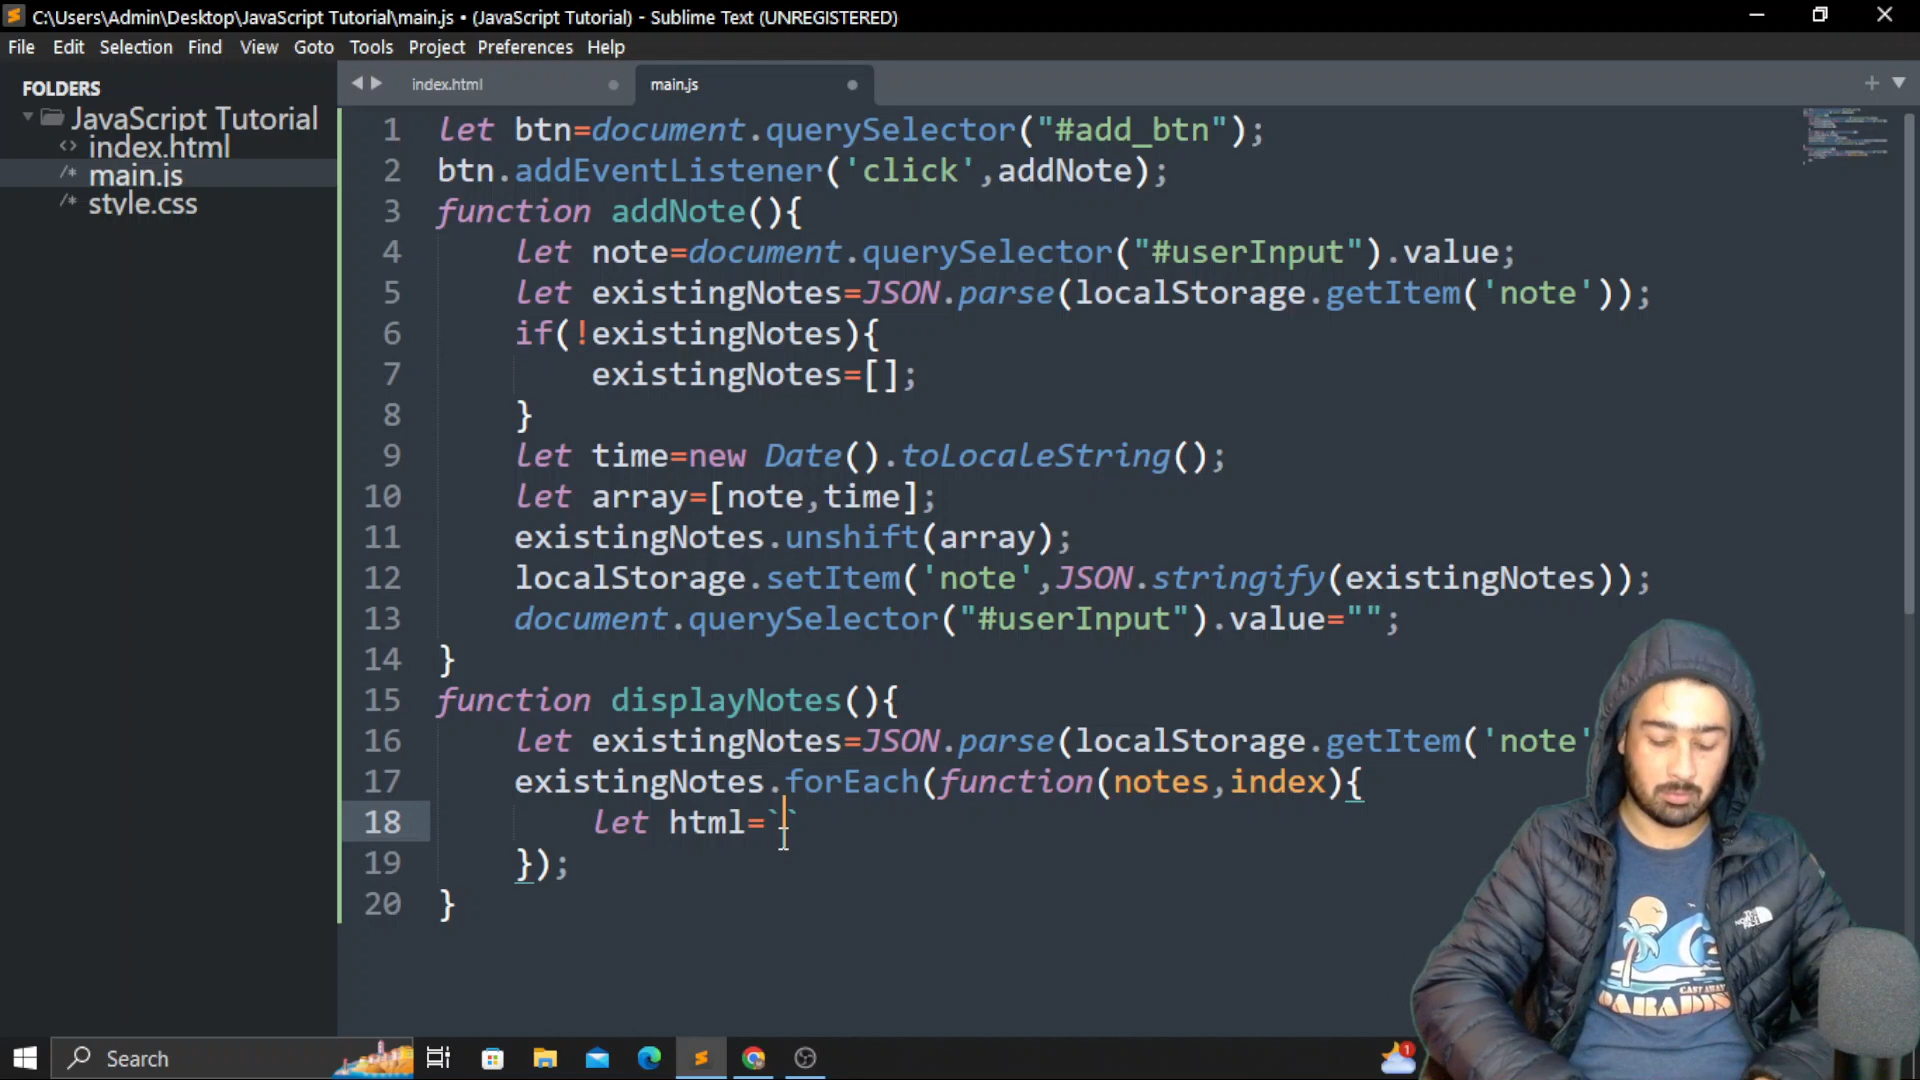 C:\Users\Admin\Desktop\JavaScript Tutorial\main.js • (JavaScript Tutorial) - Sublime Text (UNREGISTERED)
File Edit Selection Find View Goto Tools Project Preferences Help
FOLDERS
JavaScript Tutorial
<> index.html
/* main.js
/* style.css
index.html
main.js
1 let btn=document.querySelector("#add_btn");
2 btn.addEventListener('click',addNote);
3 function addNote(){
4 let note=document.querySelector("#userInput").value;
5 let existingNotes=JSON.parse(localStorage.getItem('note'));
6 if(!existingNotes){
7 existingNotes=[];
8 }
9 let time=new Date().toLocaleString();
10 let array=[note,time];
11 existingNotes.unshift(array);
12 localStorage.setItem('note',JSON.stringify(existingNotes));
13 document.querySelector("#userInput").value="";
14 }
15 function displayNotes(){
16 let existingNotes=JSON.parse(localStorage.getItem('note'
17 existingNotes.forEach(function(notes,index){
18 let html=``
19 });
20 }
CAST AWAY
Search
1